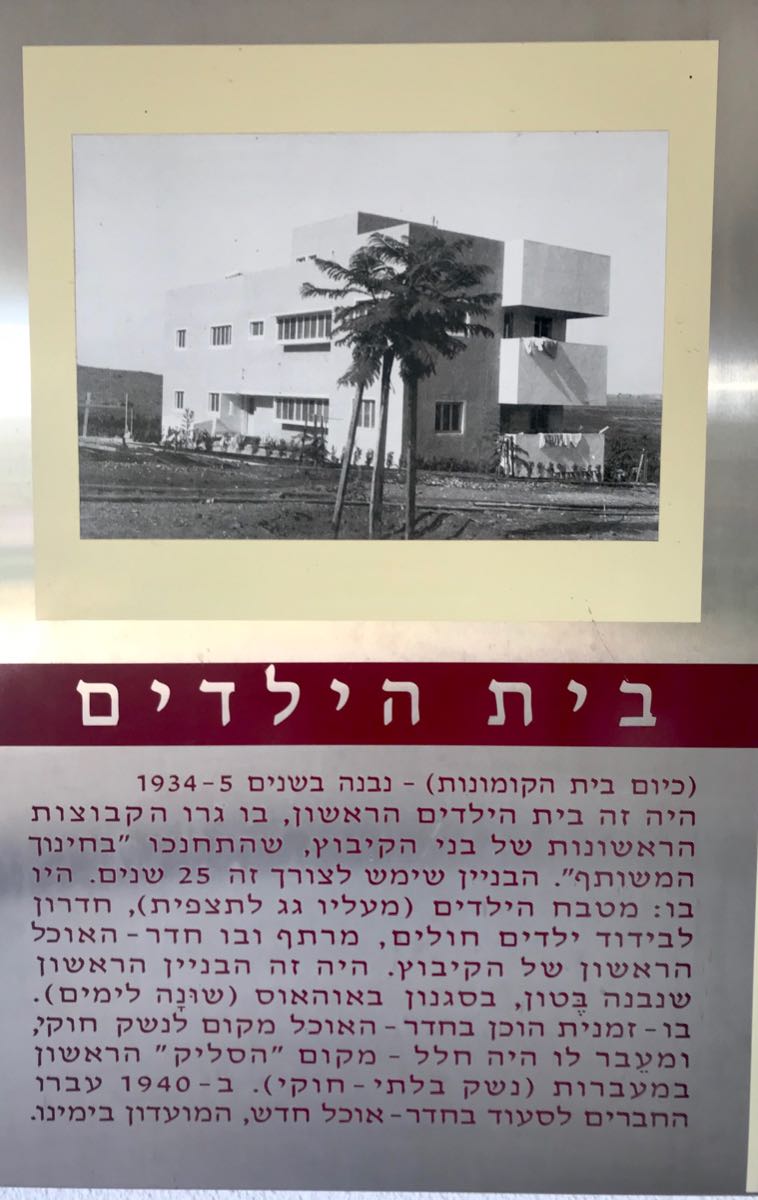 בית הילדים
(כיום בית הקומונות) - נבנה בשנים 1934-5
היה זה בית הילדים הראשון, בו גרו הקבוצות
הראשונות של בני הקיבוץ, שהתחנכו "בחינוך
המשותף". הבניין שימש לצורך זה 25 שנים. היו
בו: מטבח הילדים (מעליו גג לתצפית), חדרון
לבידוד ילדים חולים, מרתף ובו חדר-האוכל
הראשון של הקיבוץ. היה זה הבניין הראשון
שנבנה בֶּטון, בסגנון באוהאוס (שוּנָה לימים).
בו-זמנית הוכן בחדר-האוכל מקום לנשק חוקי,
ומעֵבר לו היה חלל - מקום "הסליק" הראשון
במעברות (נשק בלתי-חוקי). ב-1940 עברו
החברים לסעוד בחדר-אוכל חדש, המועדון בימינו.